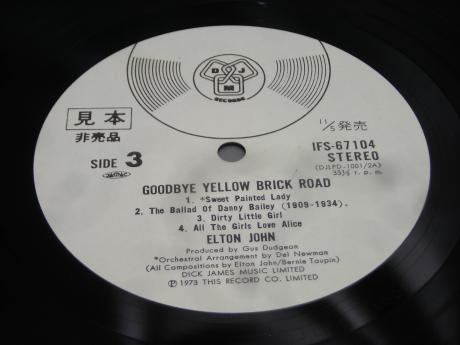 DJM
RECORDS
見本
非売品
11/5発売
SIDE 3
IFS-67104
STEREO
(DJLPD-1001/2A)
33⅓ r.p.m.
GOODBYE YELLOW BRICK ROAD
1. *Sweet Painted Lady
2. The Ballad Of Danny Bailey (1909-1934).
3. Dirty Little Girl
4. All The Girls Love Alice
ELTON JOHN
Produced by Gus Dudgeon
*Orchestral Arrangement by Del Newman
(All Compositions by Elton John/Bernie Taupin)
DICK JAMES MUSIC LIMITED
℗ 1973 THIS RECORD CO. LIMITED